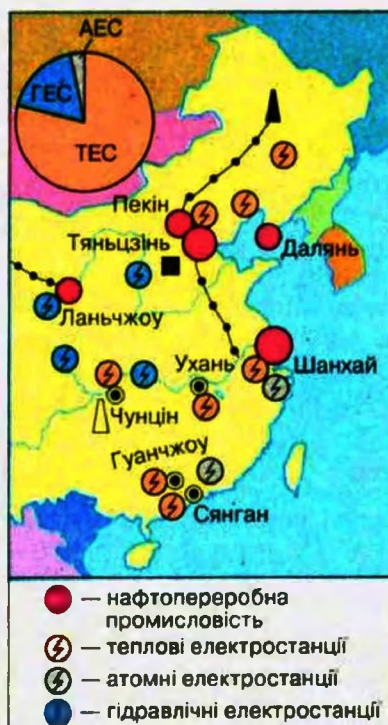 АЕС
ГЕС
ТЕС
Пекін
Тяньцзінь
Далянь
Ланьчжоу
Ухань
Шанхай
Чунцін
Гуанчжоу
Сянган
— нафтопереробна
промисловість
— теплові електростанції
— атомні електростанції
— гідравлічні електростанції